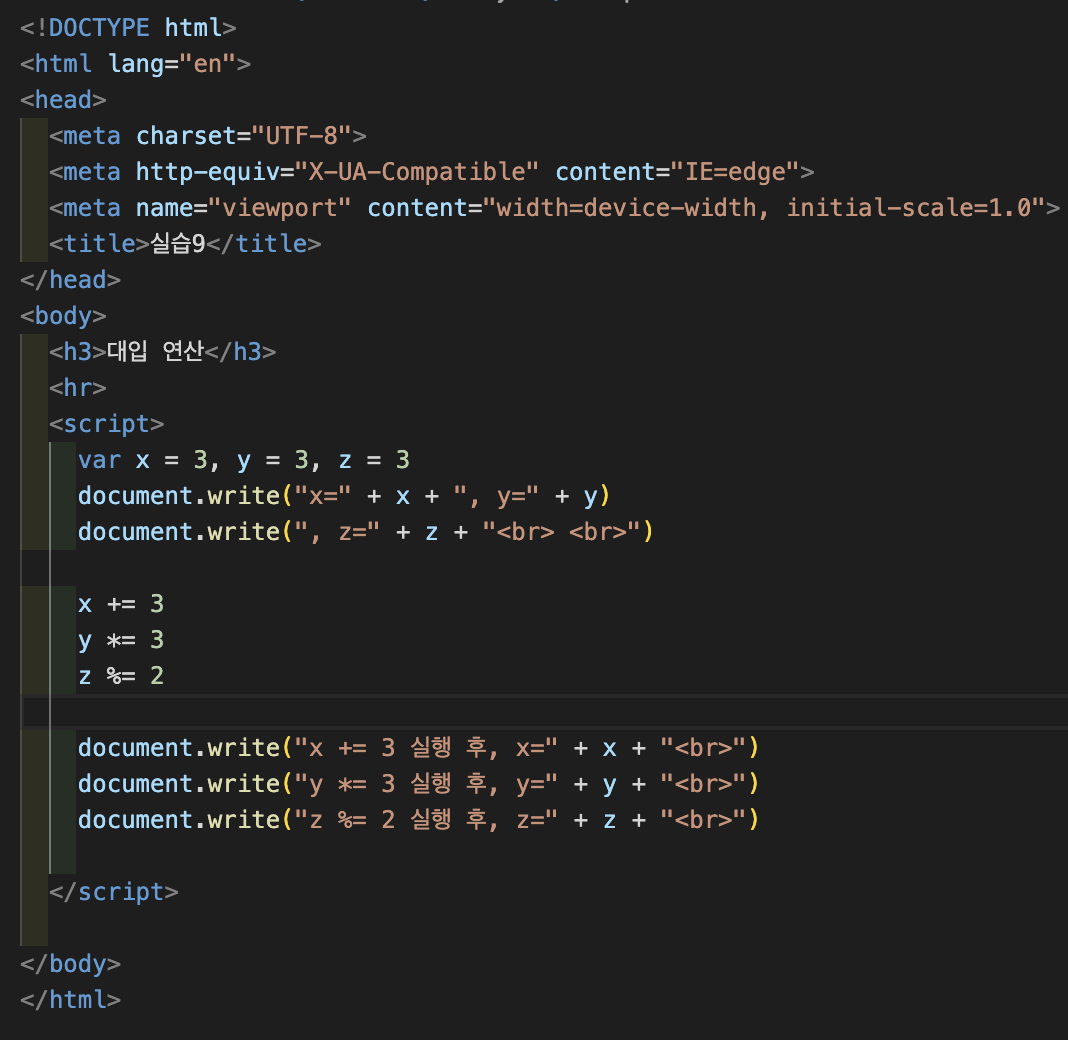 <!DOCTYPE html>
<html lang="en">
<head>
<meta charset="UTF-8">
<meta http-equiv="X-UA-Compatible" content="IE=edge">
<meta name="viewport" content="width=device-width, initial-scale=1.0">
<title>실습9</title>
</head>
<body>
<h3>대입 연산</h3>
<hr>
<script>
var x = 3, y = 3, z = 3
document.write("x=" + x + ", y=" + y)
document.write(", z=" + z + "<br> <br>")
x += 3
y *= 3
z %= 2
document.write("x += 3 실행 후, x=" + x + "<br>")
document.write("y *= 3 실행 후, y=" + y + "<br>")
document.write("z %= 2 실행 후, z=" + z + "<br>")
</script>
</body>
</html>